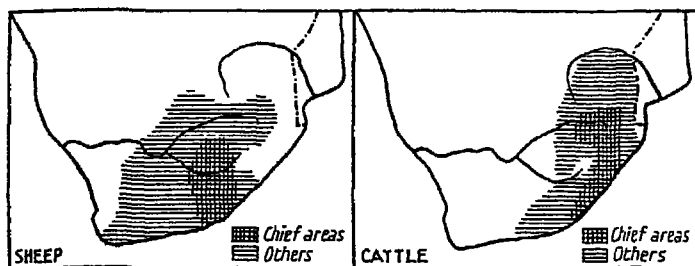 Chief areas
Others
SHEEP
Chief areas
Others
CATTLE